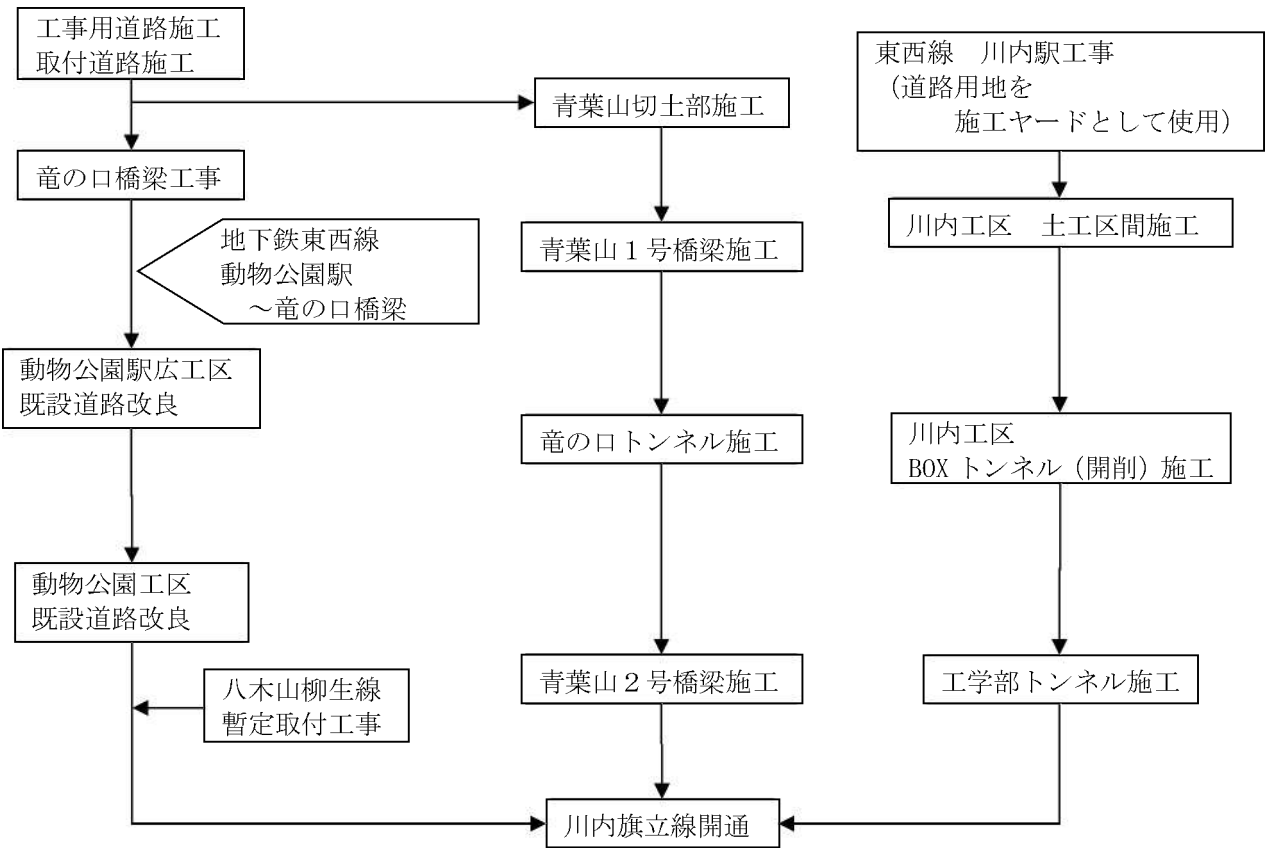 工事用道路施工
取付道路施工
竜の口橋梁工事
地下鉄東西線
動物公園駅
～竜の口橋梁
動物公園駅広工区
既設道路改良
動物公園工区
既設道路改良
八木山柳生線
暫定取付工事
青葉山切土部施工
青葉山１号橋梁施工
竜の口トンネル施工
青葉山２号橋梁施工
東西線　川内駅工事
（道路用地を
施工ヤードとして使用）
川内工区　土工区間施工
川内工区
BOX トンネル（開削）施工
工学部トンネル施工
川内旗立線開通